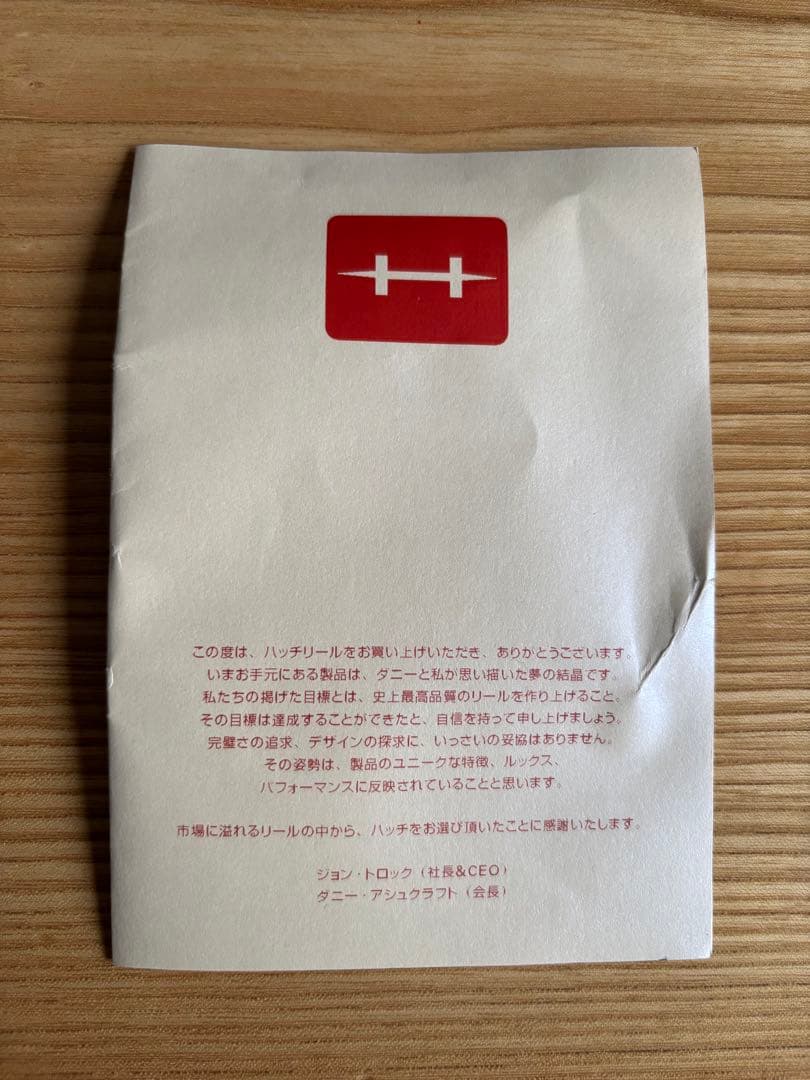 この度は、ハッチリールをお買い上げいただき、ありがとうございます。
いまお手元にある製品は、ダニーと私が思い描いた夢の結晶です。
私たちの掲げた目標とは、史上最高品質のリールを作り上げること。
その目標は達成することができたと、自信を持って申し上げましょう。
完璧さの追求、デザインの探求に、いっさいの妥協はありません。
その姿勢は、製品のユニークな特徴、ルックス、
パフォーマンスに反映されていることと思います。
市場に溢れるリールの中から、ハッチをお選び頂いたことに感謝いたします。
ジョン・トロック（社長&CEO）
ダニー・アシュクラフト（会長）